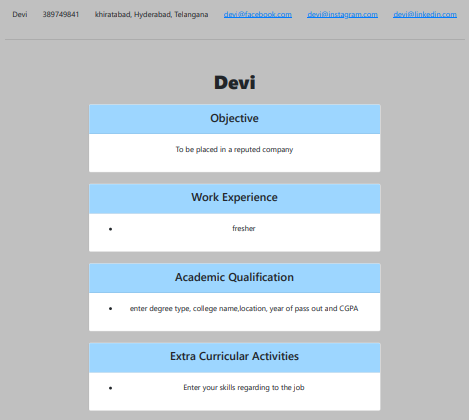 Devi 389749841 khiratabad, Hyderabad, Telangana devi@facebook.com devi@instagram.com devi@linkedin.com
Devi
Objective
To be placed in a reputed company
Work Experience
• fresher
Academic Qualification
• enter degree type, college name,location, year of pass out and CGPA
Extra Curricular Activities
• Enter your skills regarding to the job